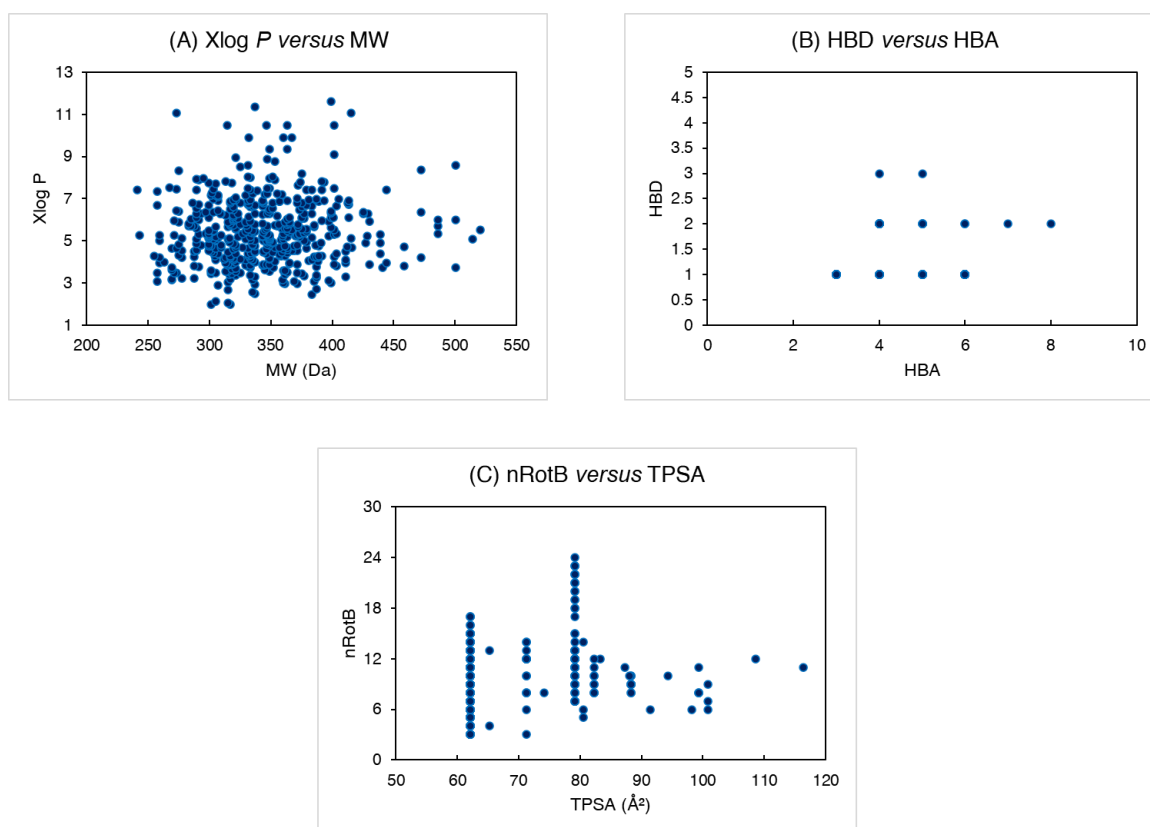 (A) Xlog P versus MW
13
11
9
7
5
3
1
Xlog P
200 250 300 350 400 450 500 550
MW (Da)
(B) HBD versus HBA
5
4.5
4
3.5
3
2.5
2
1.5
1
0.5
0
HBD
0 2 4 6 8 10
HBA
(C) nRotB versus TPSA
30
24
18
12
6
0
nRotB
50 60 70 80 90 100 110 120
TPSA (Å²)